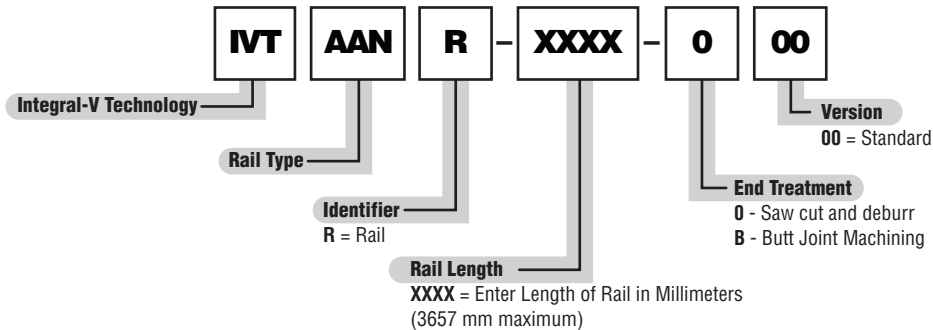 IVT AAN R - XXXX - 0 00
Integral-V Technology
Version
00 = Standard
Rail Type
End Treatment
0 - Saw cut and deburr
B - Butt Joint Machining
Identifier
R = Rail
Rail Length
XXXX = Enter Length of Rail in Millimeters
(3657 mm maximum)